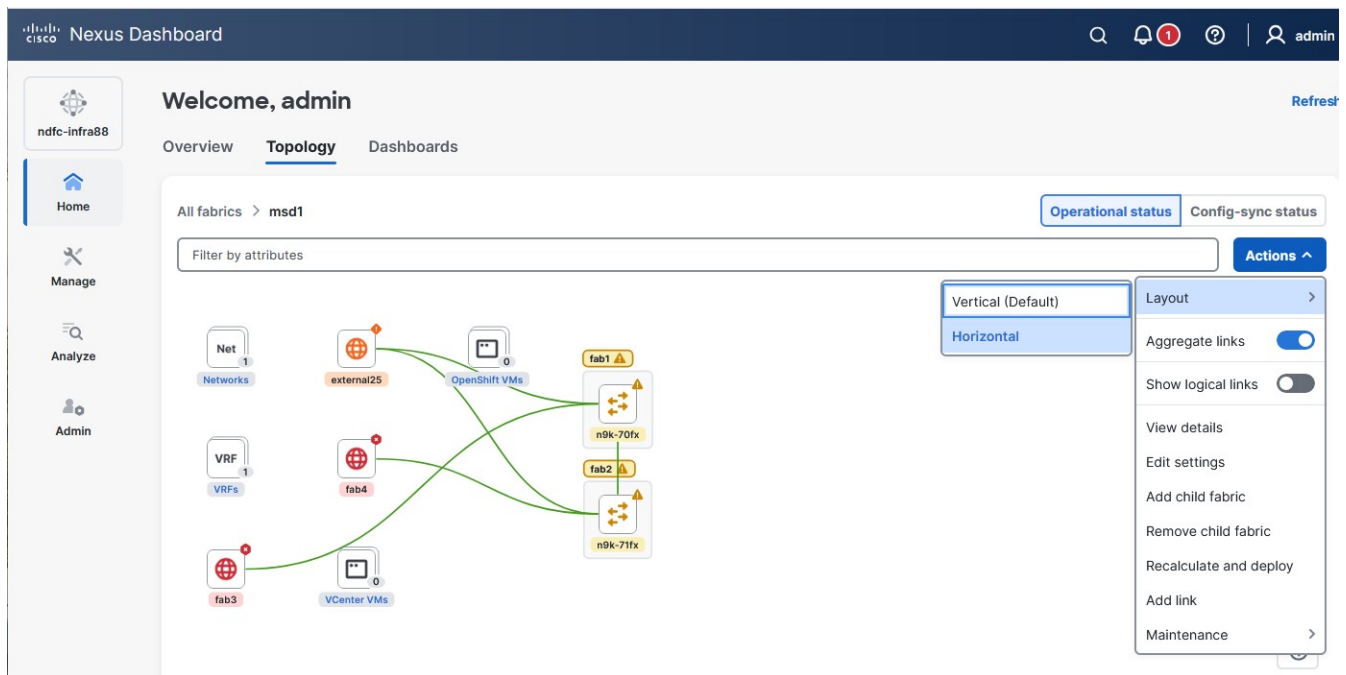 cisco Nexus Dashboard
1
admin
ndfc-infra88
Home
Manage
Analyze
Admin
Welcome, admin
Refresh
Overview Topology Dashboards
All fabrics > msd1
Operational status Config-sync status
Filter by attributes
Actions
Vertical (Default)
Horizontal
Layout
Aggregate links
Show logical links
View details
Edit settings
Add child fabric
Remove child fabric
Recalculate and deploy
Add link
Maintenance
Net
1
Networks
external25
0
OpenShift VMs
fab1
n9k-70fx
VRF
1
VRFs
fab4
fab2
n9k-71fx
fab3
0
VCenter VMs